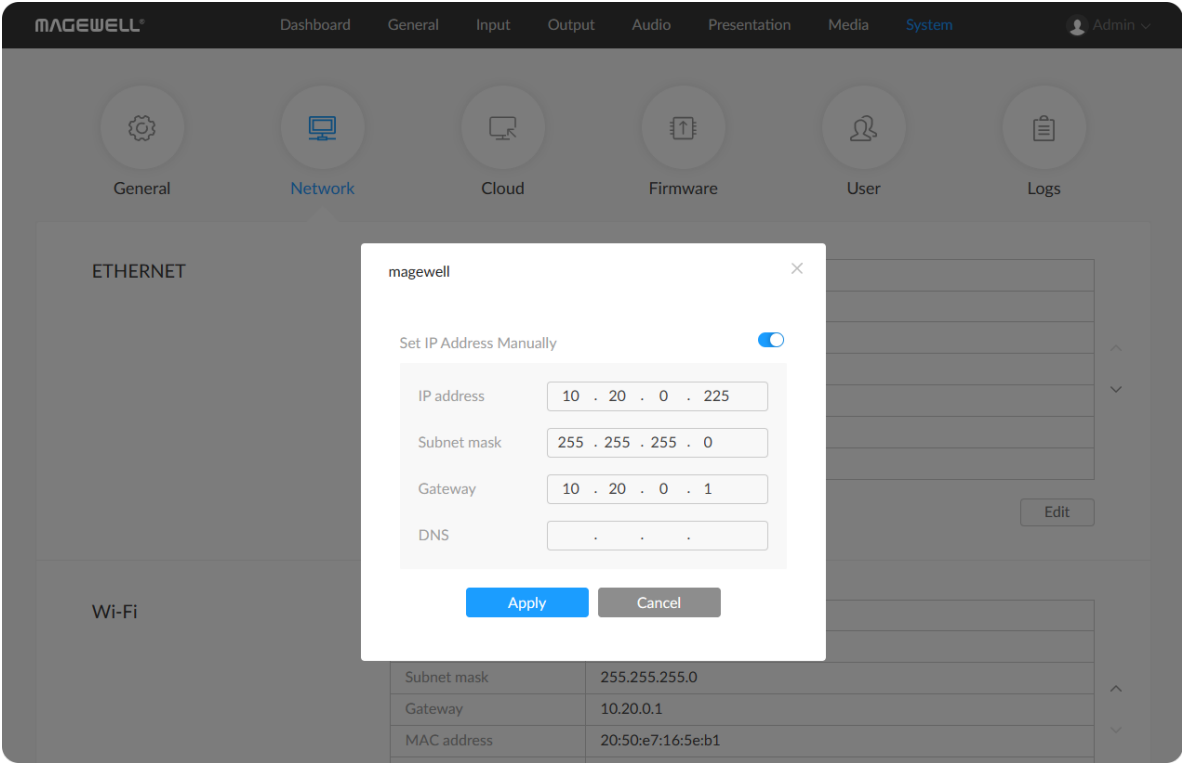 MAGEWELL® Dashboard General Input Output Audio Presentation Media System Admin
General Network Cloud Firmware User Logs
ETHERNET
magewell
Set IP Address Manually
IP address 10 . 20 . 0 . 225
Subnet mask 255 . 255 . 255 . 0
Gateway 10 . 20 . 0 . 1
Edit
DNS . . .
Apply Cancel
Wi-Fi
Subnet mask 255.255.255.0
Gateway 10.20.0.1
MAC address 20:50:e7:16:5e:b1